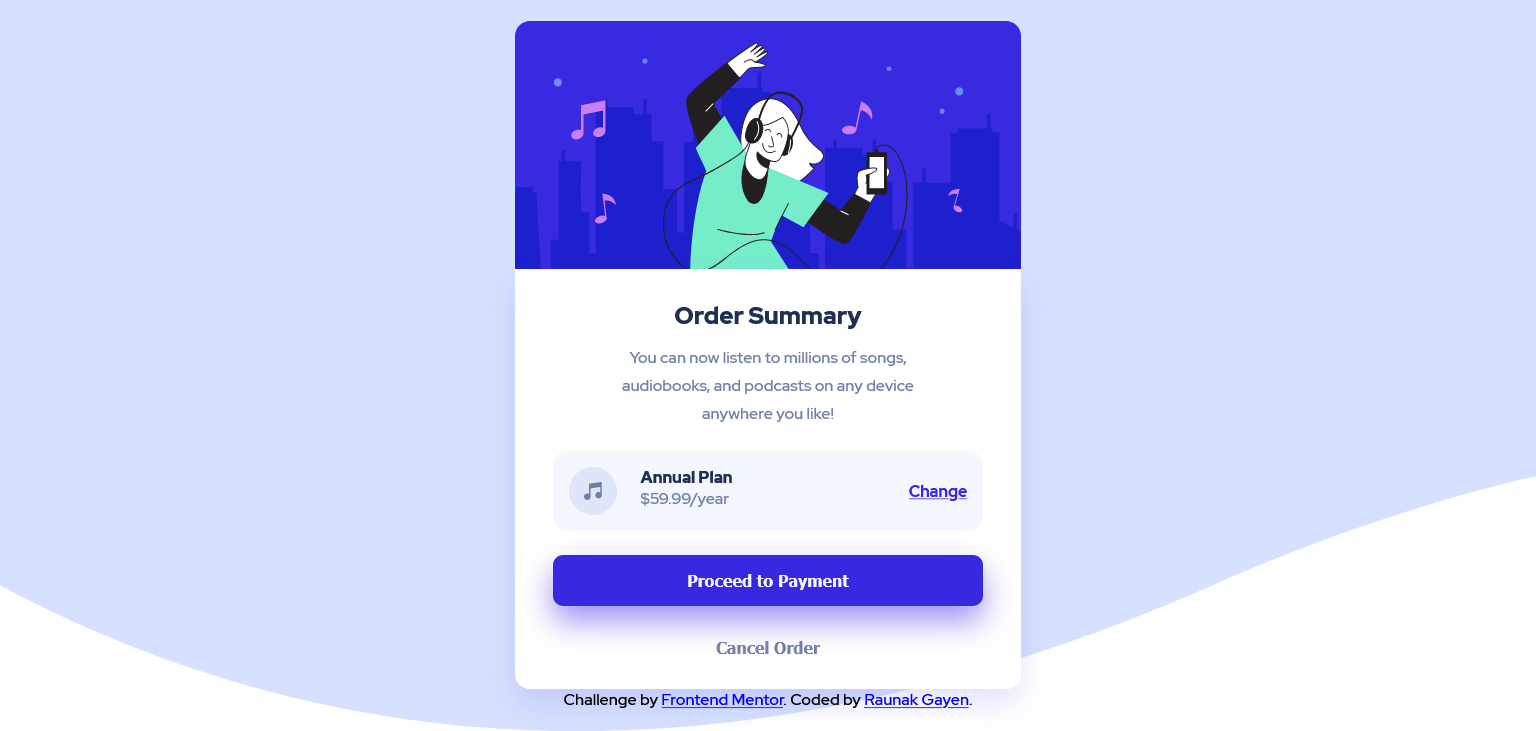 Order Summary
You can now listen to millions of songs,
audiobooks, and podcasts on any device
anywhere you like!
Annual Plan
$59.99/year
Change
Proceed to Payment
Cancel Order
Challenge by Frontend Mentor. Coded by Raunak Gayen.